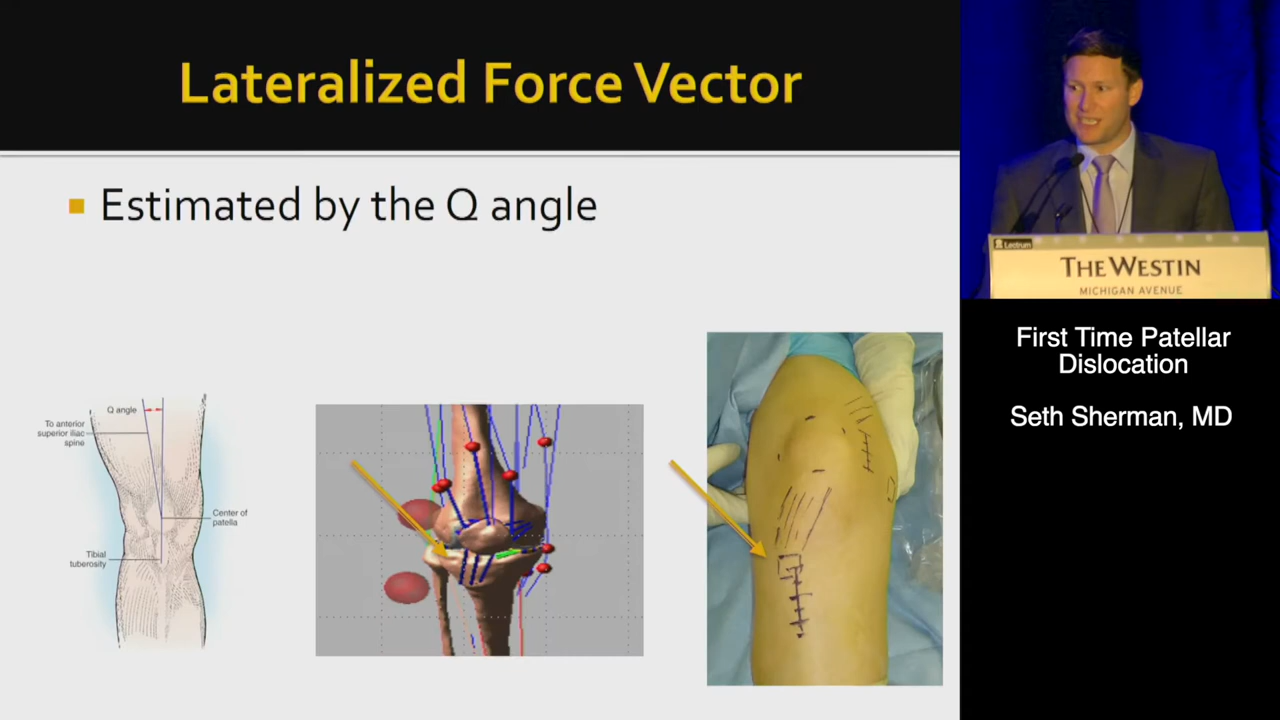 Lateralized Force Vector
Estimated by the Q angle
Q angle
To anterior
superior iliac
spine
Center of
patella
Tibial
tuberosity
Lectrum
THE WESTIN
MICHIGAN AVENUE
First Time Patellar
Dislocation
Seth Sherman, MD